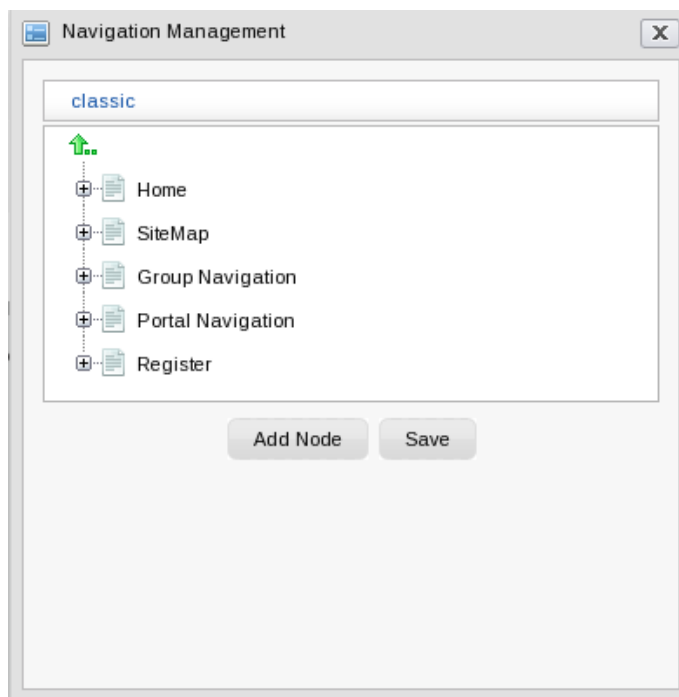 Navigation Management
classic
Home
SiteMap
Group Navigation
Portal Navigation
Register
Add Node Save